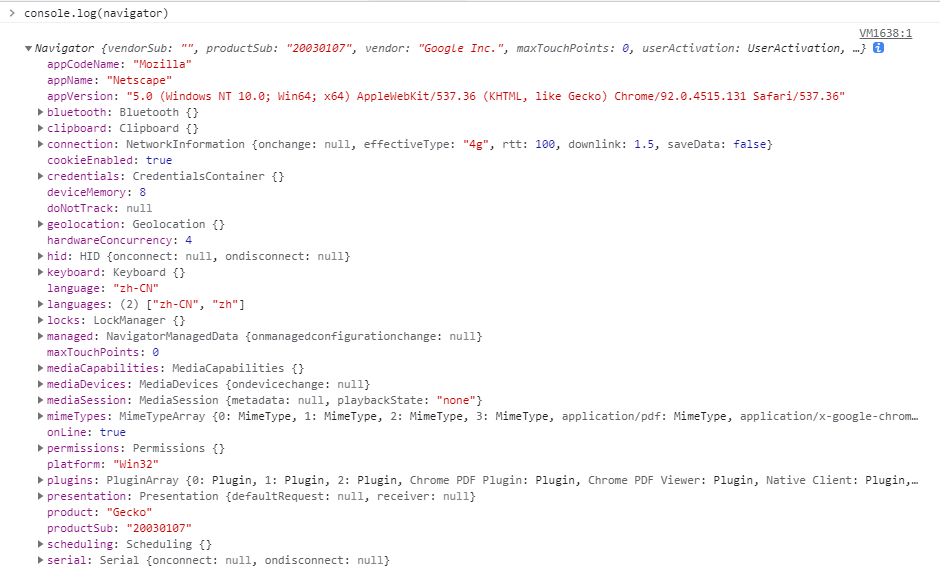 > console.log(navigator)
VM1638:1
▼Navigator {vendorSub: "", productSub: "20030107", vendor: "Google Inc.", maxTouchPoints: 0, userActivation: UserActivation, …} i
appCodeName: "Mozilla"
appName: "Netscape"
appVersion: "5.0 (Windows NT 10.0; Win64; x64) AppleWebKit/537.36 (KHTML, like Gecko) Chrome/92.0.4515.131 Safari/537.36"
▶bluetooth: Bluetooth {}
▶clipboard: Clipboard {}
▶connection: NetworkInformation {onchange: null, effectiveType: "4g", rtt: 100, downlink: 1.5, saveData: false}
cookieEnabled: true
▶credentials: CredentialsContainer {}
deviceMemory: 8
doNotTrack: null
▶geolocation: Geolocation {}
hardwareConcurrency: 4
▶hid: HID {onconnect: null, ondisconnect: null}
▶keyboard: Keyboard {}
language: "zh-CN"
▶languages: (2) ["zh-CN", "zh"]
▶locks: LockManager {}
▶managed: NavigatorManagedData {onmanagedconfigurationchange: null}
maxTouchPoints: 0
▶mediaCapabilities: MediaCapabilities {}
▶mediaDevices: MediaDevices {ondevicechange: null}
▶mediaSession: MediaSession {metadata: null, playbackState: "none"}
▶mimeTypes: MimeTypeArray {0: MimeType, 1: MimeType, 2: MimeType, 3: MimeType, application/pdf: MimeType, application/x-google-chrom…
onLine: true
▶permissions: Permissions {}
platform: "Win32"
▶plugins: PluginArray {0: Plugin, 1: Plugin, 2: Plugin, Chrome PDF Plugin: Plugin, Chrome PDF Viewer: Plugin, Native Client: Plugin,…
▶presentation: Presentation {defaultRequest: null, receiver: null}
product: "Gecko"
productSub: "20030107"
▶scheduling: Scheduling {}
▶serial: Serial {onconnect: null, ondisconnect: null}